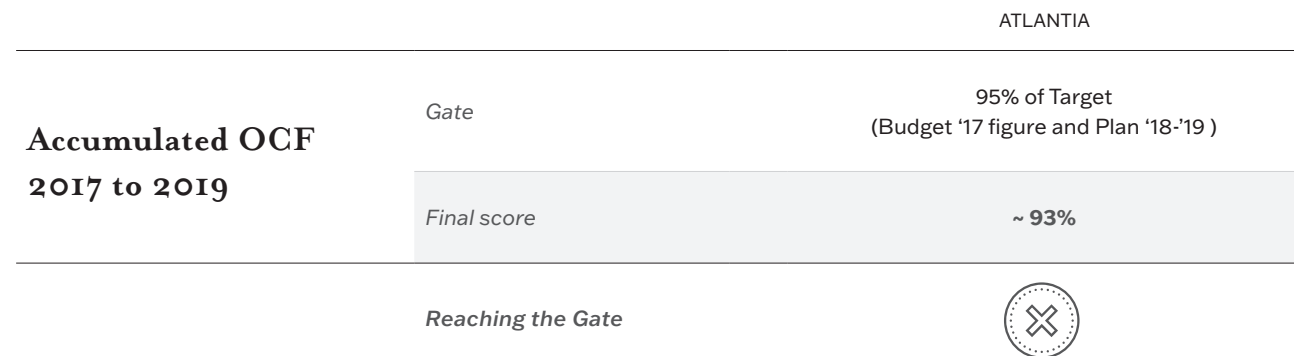 ATLANTIA
Accumulated OCF
2017 to 2019
Gate
95% of Target
(Budget ‘17 figure and Plan ‘18-’19 )
Final score
~ 93%
Reaching the Gate